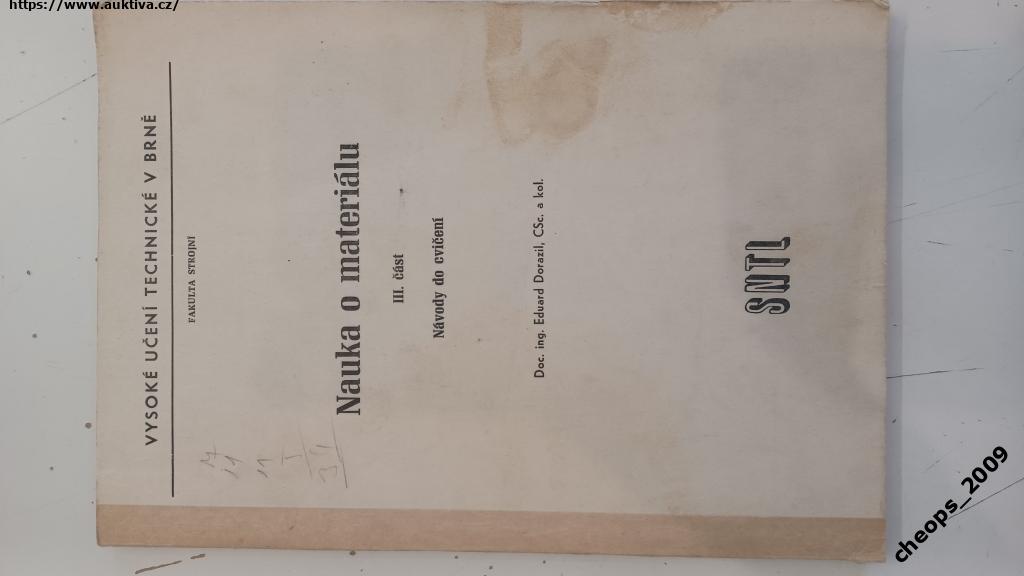 https://www.auktiva.cz/
VYSOKÉ UČENÍ TECHNICKÉ V BRNĚ
FAKULTA STROJNÍ
Nauka o materiálu
III. část
Návody do cvičení
Doc. ing. Eduard Dorazil, CSc. a kol.
SNTL
cheops_2009